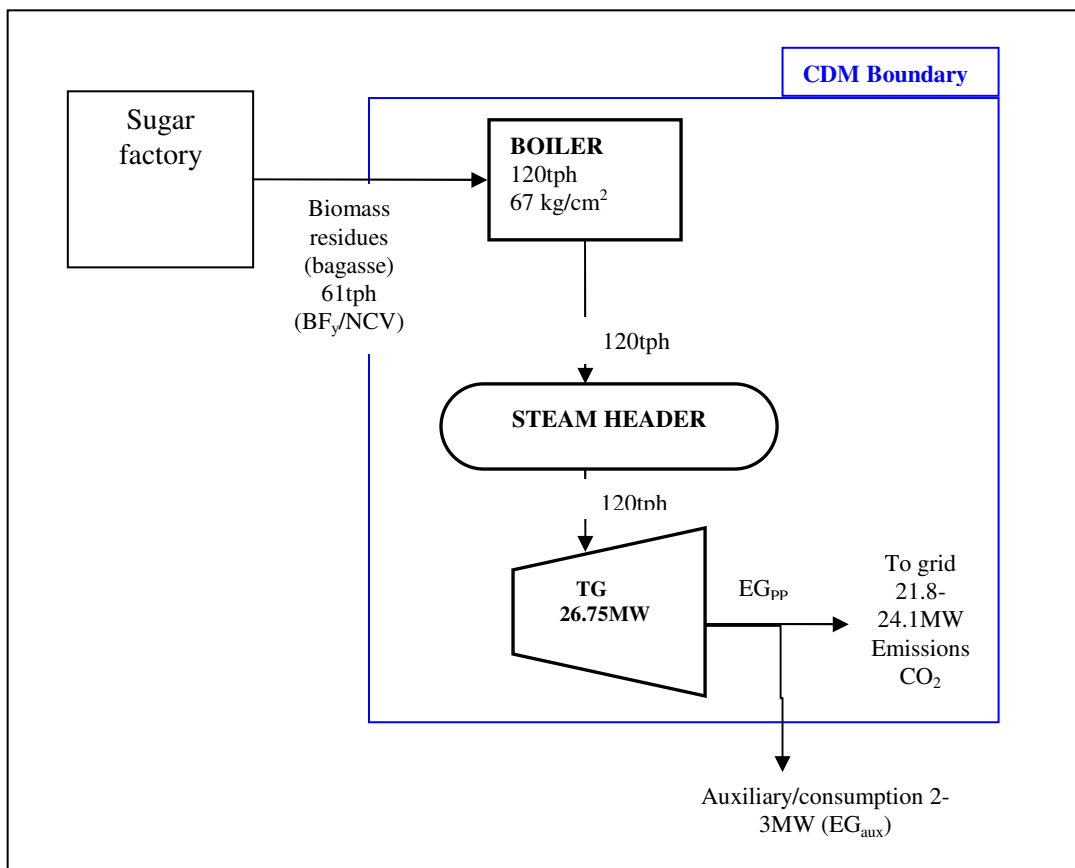 CDM Boundary
Sugar
factory
BOILER
120tph
67 kg/cm²
Biomass
residues
(bagasse)
61tph
(BFy/NCV)
120tph
STEAM HEADER
120tph
TG
26.75MW
EGPP
To grid
21.8-
24.1MW
Emissions
CO₂
Auxiliary/consumption 2-
3MW (EGaux)